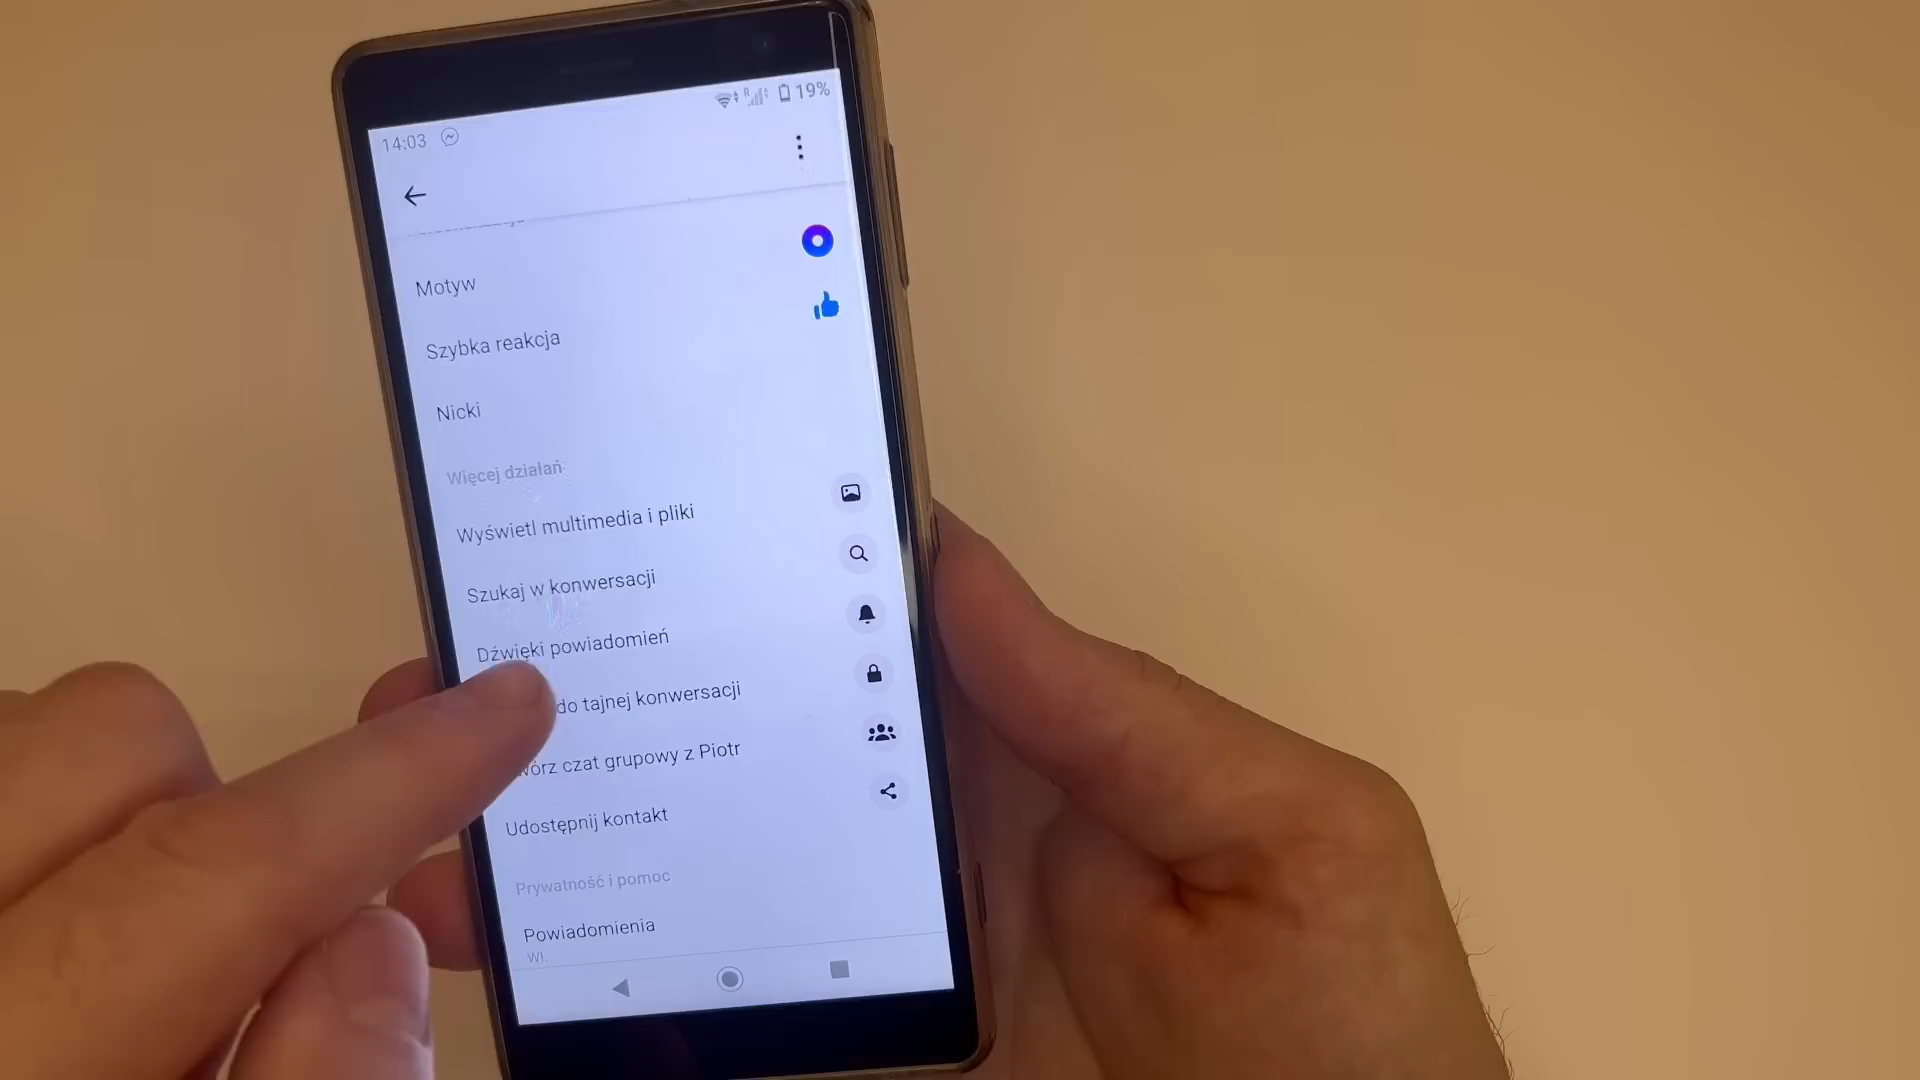 19%
14:03
Motyw
Szybka reakcja
Nicki
Więcej działań
Wyświetl multimedia i pliki
Szukaj w konwersacji
Dźwięki powiadomień
do tajnej konwersacji
czat grupowy z Piotr
Udostępnij kontakt
Prywatność i pomoc
Powiadomienia
Wł.